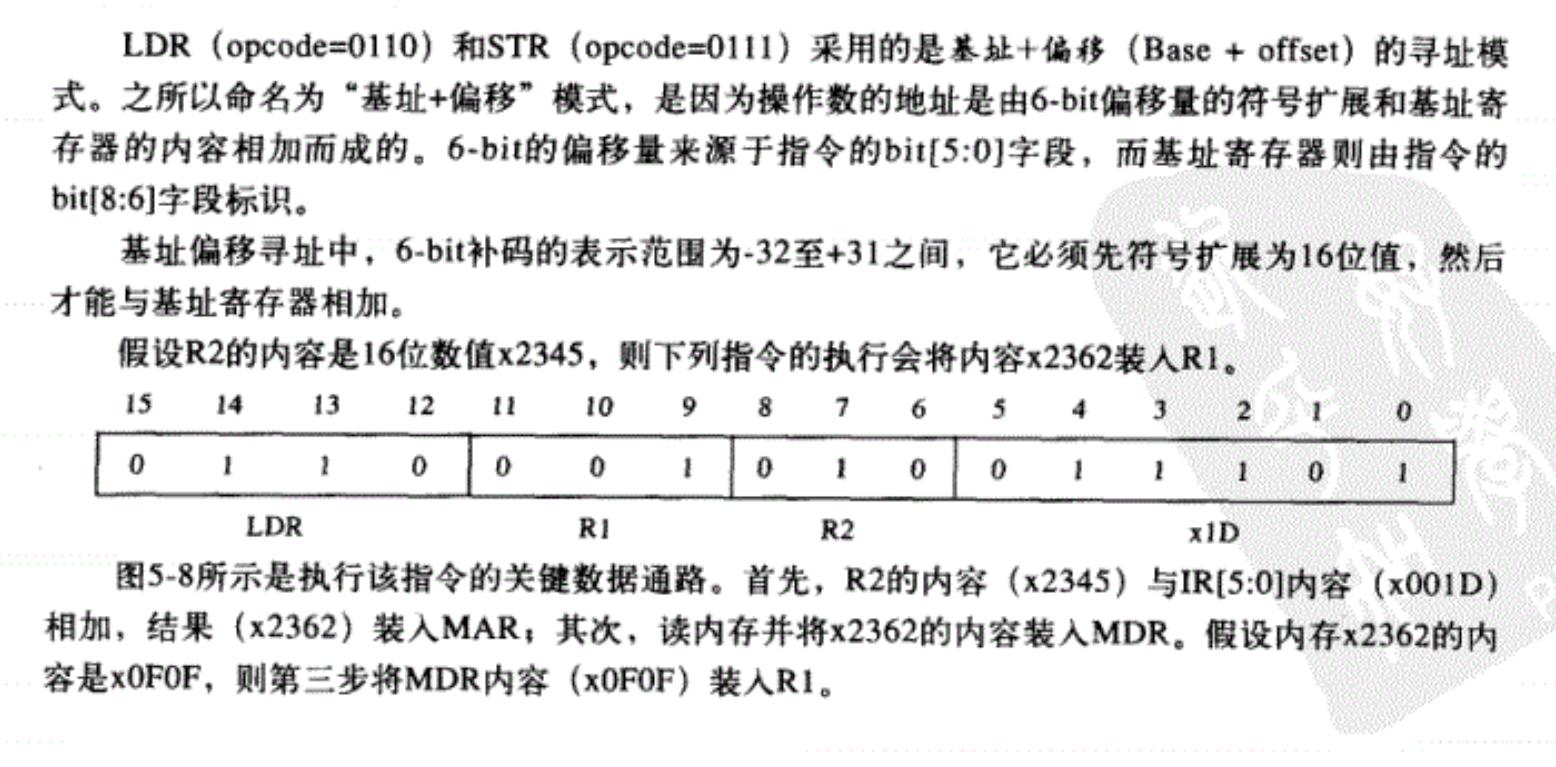 LDR（opcode=0110）和STR（opcode=0111）采用的是基址+偏移（Base + offset）的寻址模
式。之所以命名为“基址+偏移”模式，是因为操作数的地址是由6-bit偏移量的符号扩展和基址寄
存器的内容相加而成的。6-bit的偏移量来源于指令的bit[5:0]字段，而基址寄存器则由指令的
bit[8:6]字段标识。
基址偏移寻址中，6-bit补码的表示范围为-32至+31之间，它必须先符号扩展为16位值，然后
才能与基址寄存器相加。
假设R2的内容是16位数值x2345，则下列指令的执行会将内容x2362装入R1。
15 14 13 12 11 10 9 8 7 6 5 4 3 2 1 0
0 1 1 0 0 0 1 0 1 0 0 1 1 1 0 1
LDR R1 R2 x1D
图5-8所示是执行该指令的关键数据通路。首先，R2的内容（x2345）与IR[5:0]内容（x001D）
相加，结果（x2362）装入MAR；其次，读内存并将x2362的内容装入MDR。假设内存x2362的内
容是x0F0F，则第三步将MDR内容（x0F0F）装入R1。